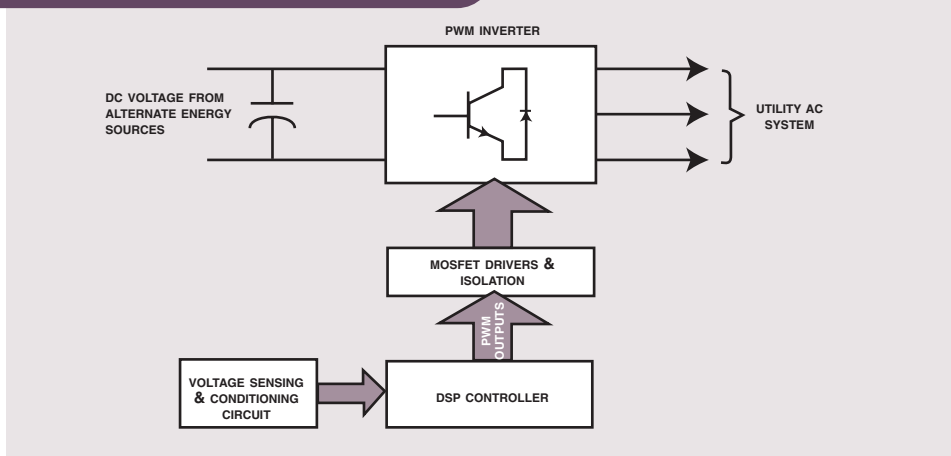 PWM INVERTER
DC VOLTAGE FROM
ALTERNATE ENERGY
SOURCES
UTILITY AC
SYSTEM
MOSFET DRIVERS &
ISOLATION
PWM
OUTPUTS
VOLTAGE SENSING
& CONDITIONING
CIRCUIT
DSP CONTROLLER